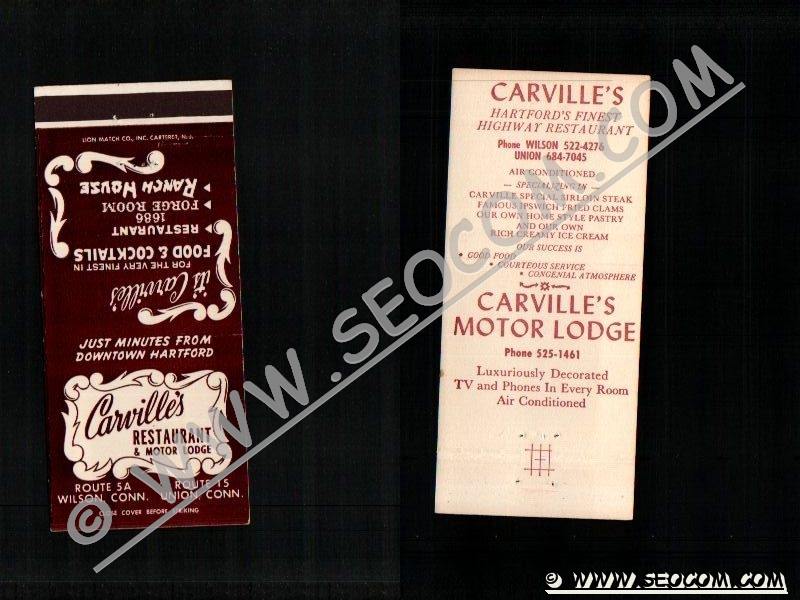 LION MATCH CO., INC. CARTERET, N.J.
it's Carville's
FOR THE VERY FINEST IN
FOOD & COCKTAILS
▸ RESTAURANT
1686
▸ FORGE ROOM
▸ RANCH HOUSE
JUST MINUTES FROM
DOWNTOWN HARTFORD
Carville's
RESTAURANT
& MOTOR LODGE
ROUTE 5A ROUTE 15
WILSON, CONN. UNION, CONN.
CLOSE COVER BEFORE STRIKING
CARVILLE'S
HARTFORD'S FINEST
HIGHWAY RESTAURANT
Phone WILSON 522-4276
UNION 684-7045
AIR CONDITIONED
— SPECIALIZING IN —
CARVILLE SPECIAL SIRLOIN STEAK
FAMOUS IPSWICH FRIED CLAMS
OUR OWN HOME STYLE PASTRY
AND OUR OWN
RICH CREAMY ICE CREAM
OUR SUCCESS IS
• GOOD FOOD
• COURTEOUS SERVICE
• CONGENIAL ATMOSPHERE
CARVILLE'S
MOTOR LODGE
Phone 525-1461
Luxuriously Decorated
TV and Phones In Every Room
Air Conditioned
© WWW.SEOCOM.COM
© WWW.SEOCOM.COM